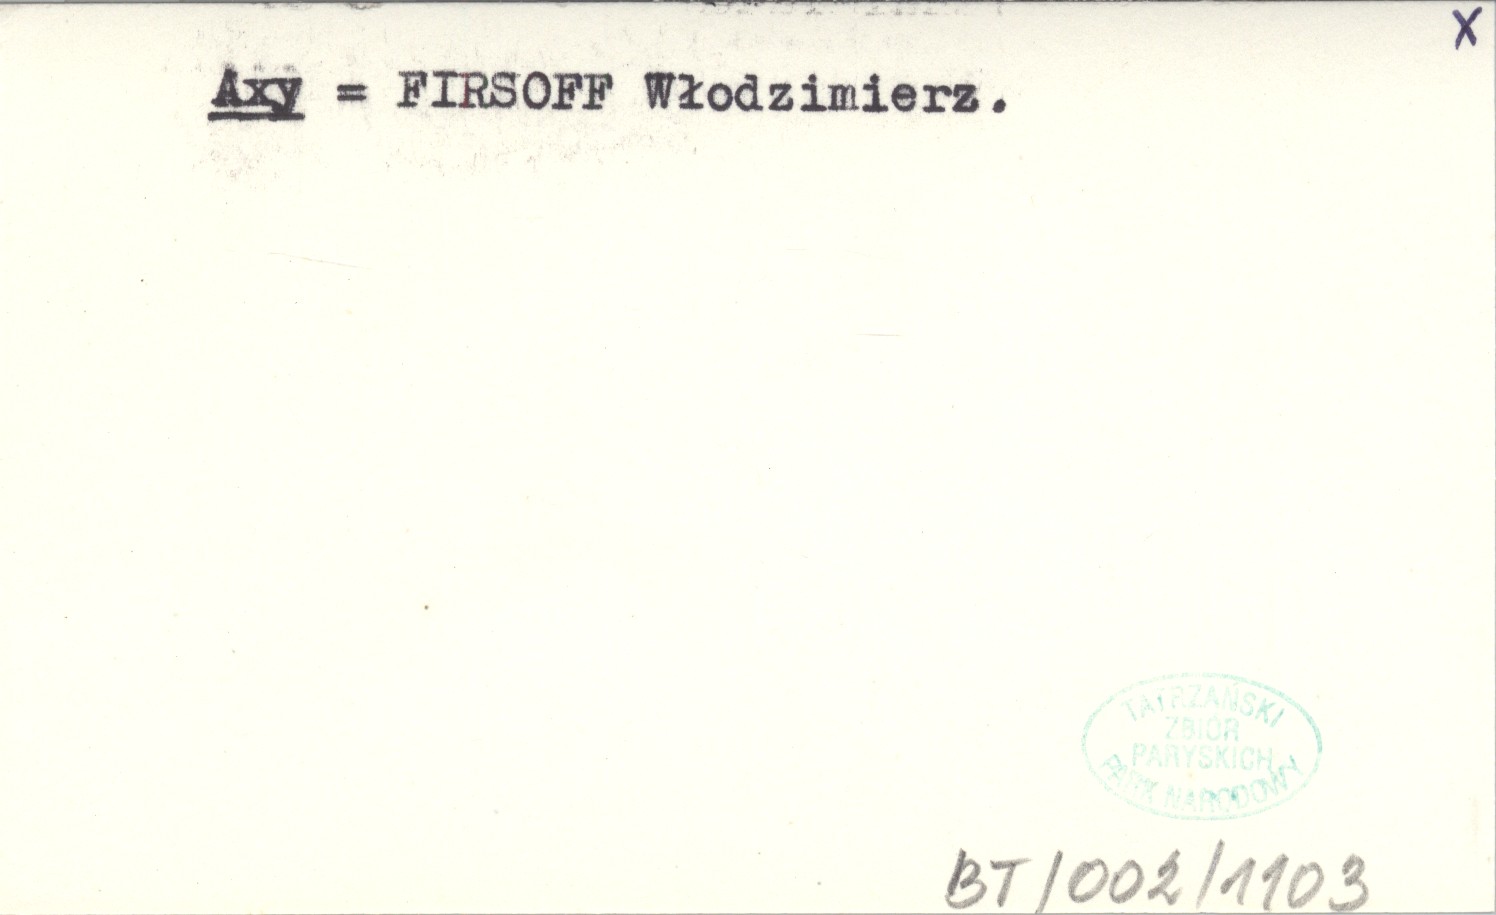 X
Axy = FIRSOFF Włodzimierz.
TATRZAŃSKI
ZBIÓR
PARYSKICH
PARK NARODOWY
BT/002/1103